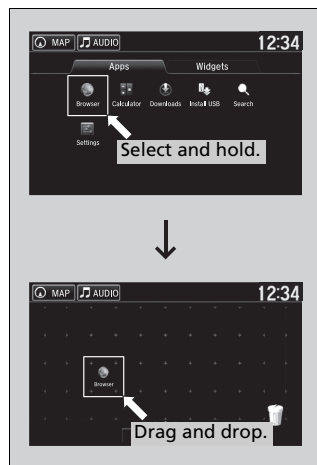 MAP AUDIO 12:34
Apps Widgets
Browser Calculator Downloads Install USB Search
Settings
Select and hold.
MAP AUDIO 12:34
Browser
Drag and drop.